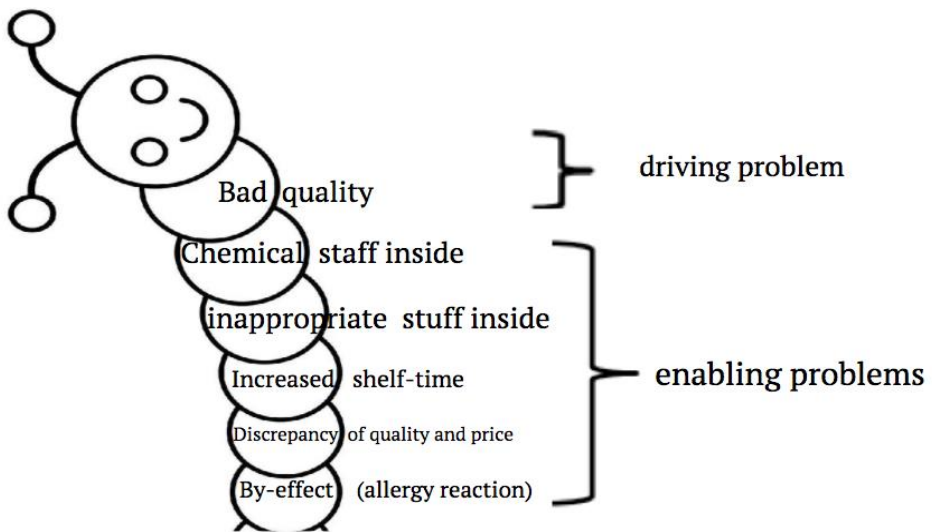 driving problem
Bad quality
Chemical staff inside
inappropriate stuff inside
Increased shelf-time
enabling problems
Discrepancy of quality and price
By-effect (allergy reaction)